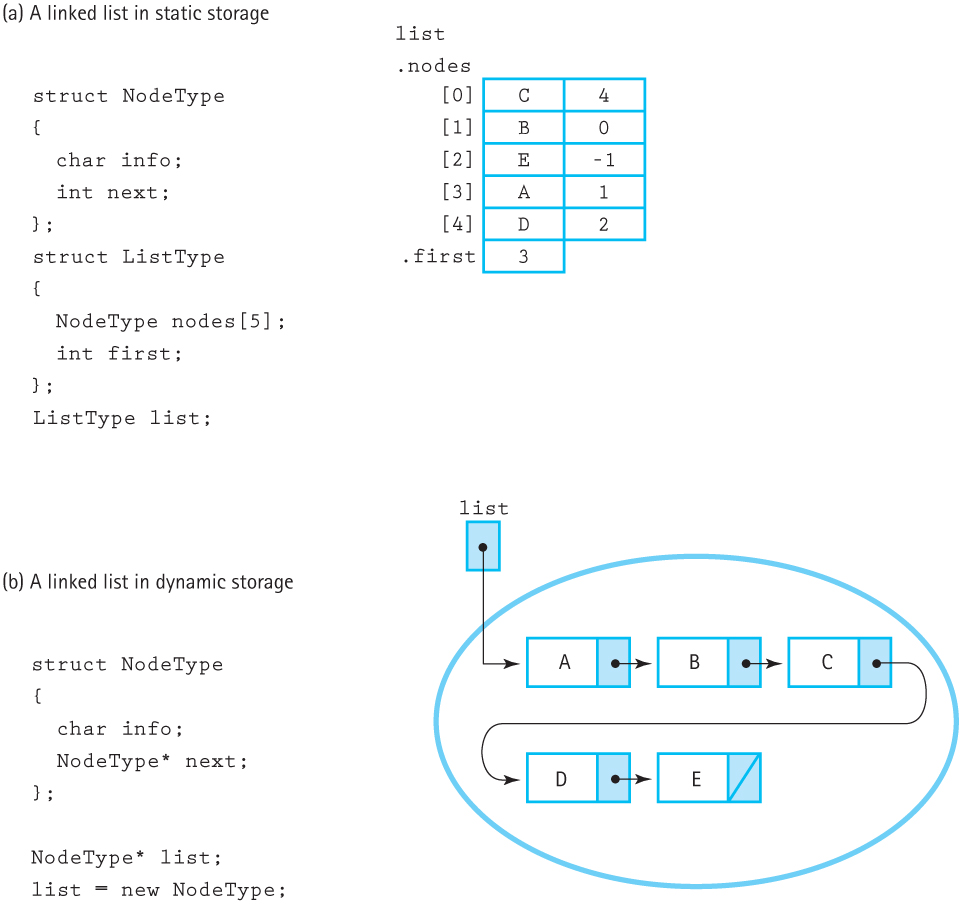 (a) A linked list in static storage
struct NodeType
{
char info;
int next;
};
struct ListType
{
NodeType nodes[5];
int first;
};
ListType list;
list
.nodes
[0] C 4
[1] B 0
[2] E -1
[3] A 1
[4] D 2
.first 3
(b) A linked list in dynamic storage
struct NodeType
{
char info;
NodeType* next;
};
NodeType* list;
list = new NodeType;
list
A B C
D E